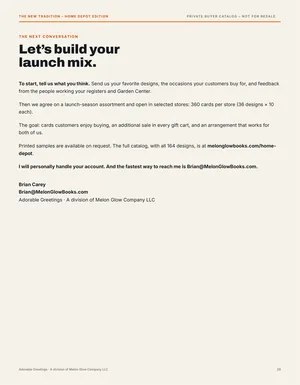 THE NEW TRADITION • HOME DEPOT EDITION
PRIVATE BUYER CATALOG • NOT FOR RESALE
THE NEXT CONVERSATION
Let's build your
launch mix.
To start, tell us what you think. Send us your favorite designs, the occasions your customers buy for, and feedback
from the people working your registers and Garden Center.
Then we agree on a launch-season assortment and open in selected stores: 360 cards per store (36 designs × 10
each).
The goal: cards customers enjoy buying, an additional sale in every gift cart, and an arrangement that works for
both of us.
Printed samples are available on request. The full catalog, with all 164 designs, is at melonglowbooks.com/home-
depot.
I will personally handle your account. And the fastest way to reach me is Brian@MelonGlowBooks.com.
Brian Carey
Brian@MelonGlowBooks.com
Adorable Greetings · A division of Melon Glow Company LLC
Adorable Greetings · A division of Melon Glow Company LLC